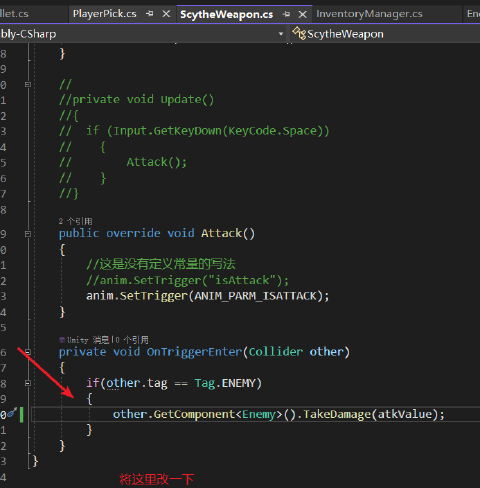 llet.cs PlayerPick.cs ScytheWeapon.cs InventoryManager.cs Ene
bly-CSharp ScytheWeapon
8 }
9
0 //
1 //private void Update()
2 //{
3 // if (Input.GetKeyDown(KeyCode.Space))
4 // {
5 // Attack();
6 // }
7 //}
8
2 个引用
9 public override void Attack()
0 {
1 //这是没有定义常量的写法
2 //anim.SetTrigger("isAttack");
3 anim.SetTrigger(ANIM_PARM_ISATTACK);
4 }
5
Unity 消息|0 个引用
6 private void OnTriggerEnter(Collider other)
7 {
8 if(other.tag == Tag.ENEMY)
9 {
0 other.GetComponent<Enemy>().TakeDamage(atkValue);
1 }
2 }
3 }
4 将这里改一下